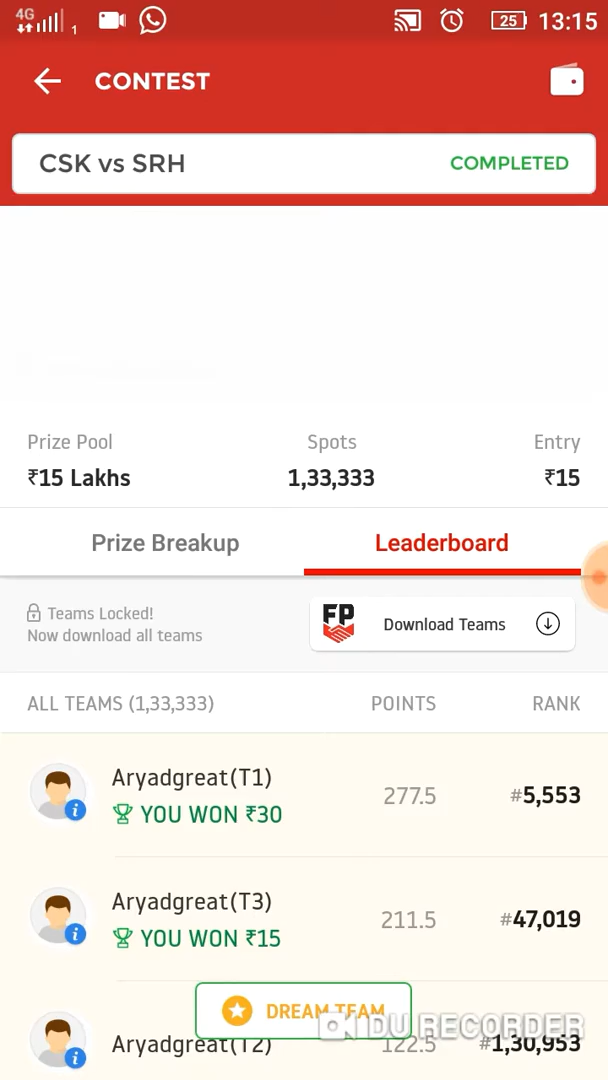 4G 1 25 13:15
CONTEST
CSK vs SRH COMPLETED
Prize Pool Spots Entry
₹15 Lakhs 1,33,333 ₹15
Prize Breakup Leaderboard
Teams Locked!
Now download all teams
FP Download Teams
ALL TEAMS (1,33,333) POINTS RANK
Aryadgreat(T1)
YOU WON ₹30
277.5 #5,553
Aryadgreat(T3)
YOU WON ₹15
211.5 #47,019
DREAM TEAM
DU RECORDER
Aryadgreat(T2) 122.5 #1,30,953